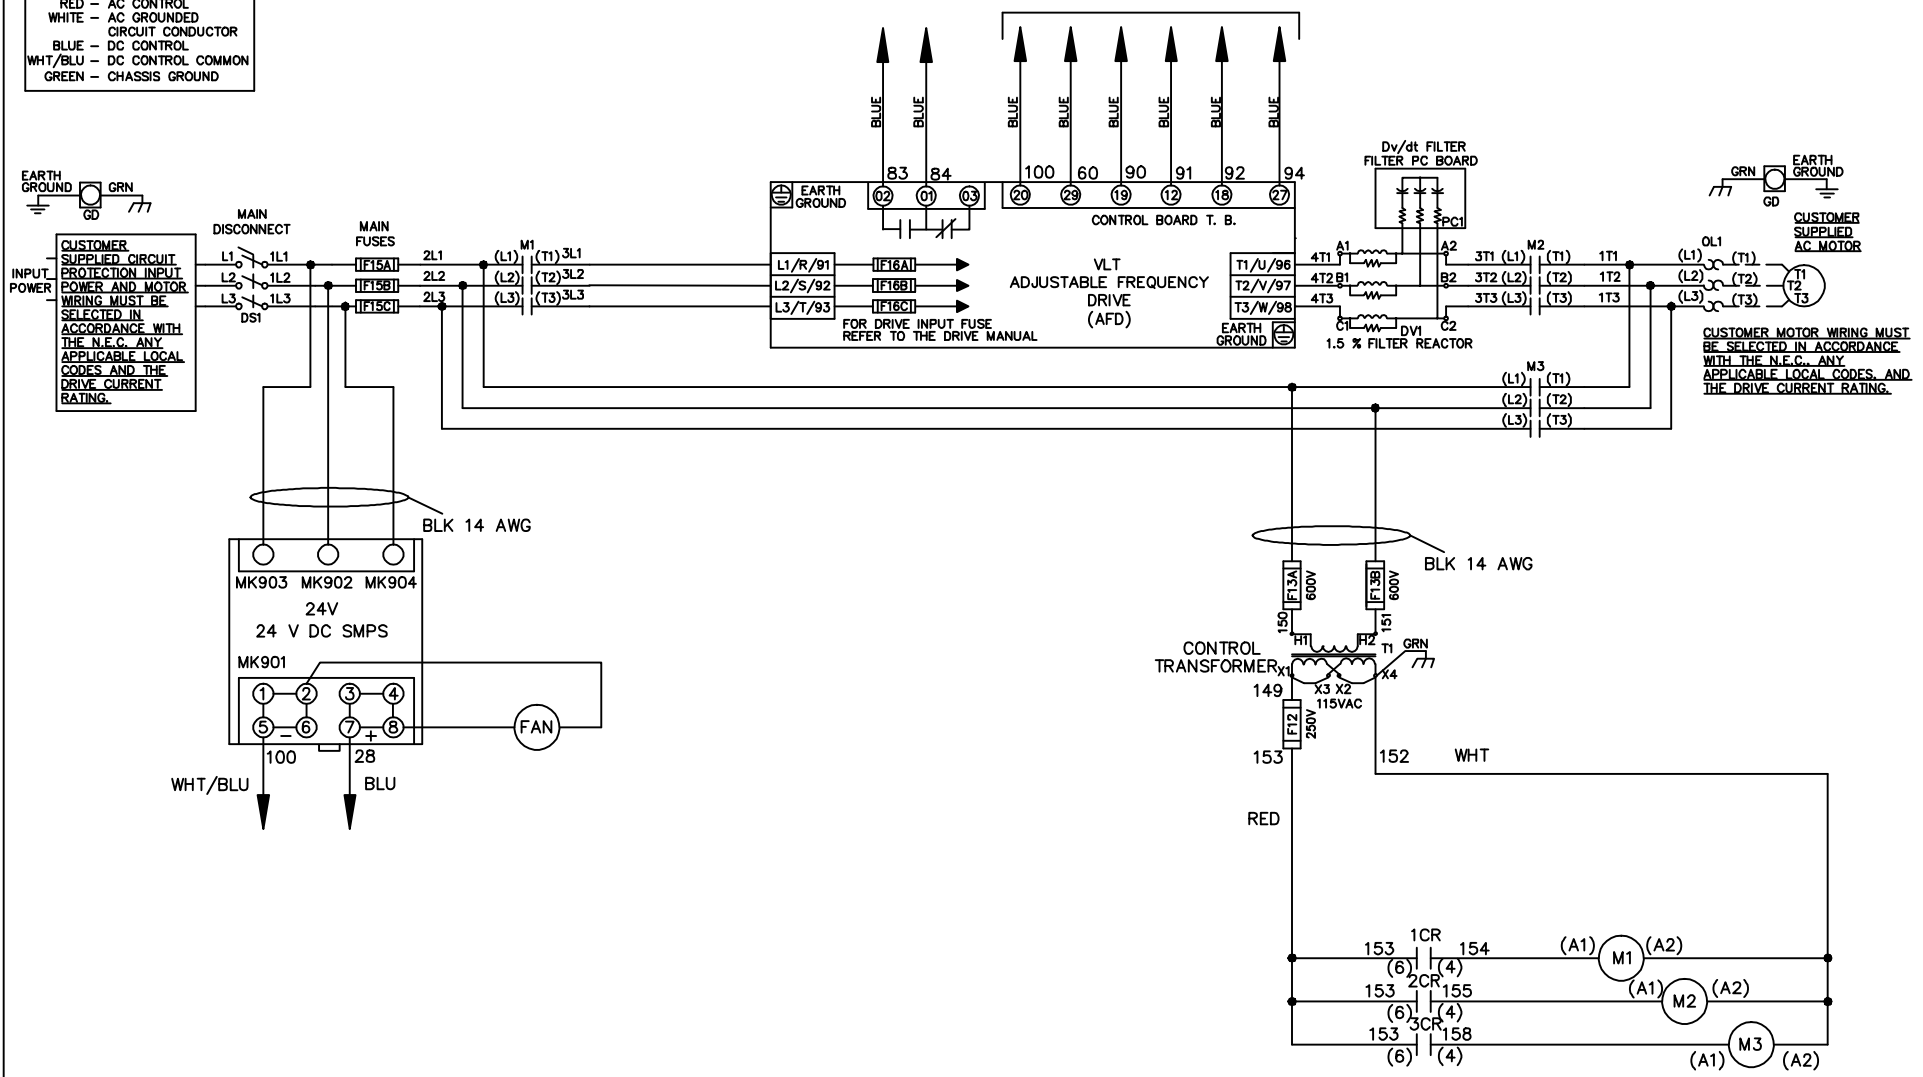 RED – AC CONTROL
WHITE – AC GROUNDED
CIRCUIT CONDUCTOR
BLUE – DC CONTROL
WHT/BLU – DC CONTROL COMMON
GREEN – CHASSIS GROUND
EARTH
GROUND
GRN
GD
MAIN
DISCONNECT
MAIN
FUSES
INPUT
POWER
CUSTOMER
SUPPLIED CIRCUIT
PROTECTION INPUT
POWER AND MOTOR
WIRING MUST BE
SELECTED IN
ACCORDANCE WITH
THE N.E.C. ANY
APPLICABLE LOCAL
CODES AND THE
DRIVE CURRENT
RATING.
L1 1L1 F15A 2L1 (L1) M1 (T1) 3L1
L2 1L2 F15B 2L2 (L2) (T2) 3L2
L3 1L3 F15C 2L3 (L3) (T3) 3L3
DS1
BLUE BLUE BLUE BLUE BLUE BLUE BLUE BLUE
83 84 100 60 90 91 92 94
EARTH
GROUND
02 01 03 20 29 19 12 18 27
CONTROL BOARD T. B.
L1/R/91 F16A
L2/S/92 F16B
L3/T/93 F16C
VLT
ADJUSTABLE FREQUENCY
DRIVE
(AFD)
FOR DRIVE INPUT FUSE
REFER TO THE DRIVE MANUAL
T1/U/96
T2/V/97
T3/W/98
EARTH
GROUND
Dv/dt FILTER
FILTER PC BOARD
PC1
4T1 A1 A2 3T1 (L1) M2 (T1) 1T1
4T2 B1 B2 3T2 (L2) (T2) 1T2
4T3 C1 C2 3T3 (L3) (T3) 1T3
DV1
1.5 % FILTER REACTOR
GRN
GD
EARTH
GROUND
CUSTOMER
SUPPLIED
AC MOTOR
OL1
(L1) (T1) T1
(L2) (T2) T2
(L3) (T3) T3
CUSTOMER MOTOR WIRING MUST
BE SELECTED IN ACCORDANCE
WITH THE N.E.C., ANY
APPLICABLE LOCAL CODES, AND
THE DRIVE CURRENT RATING.
M3
(L1) (T1)
(L2) (T2)
(L3) (T3)
BLK 14 AWG
MK903 MK902 MK904
24V
24 V DC SMPS
MK901
1 2 3 4
5 – 6 7 + 8
FAN
100 28
WHT/BLU BLU
BLK 14 AWG
F13A 600V F13B 600V
150 151
H1 H2
CONTROL
TRANSFORMER
T1 GRN
X1 X3 X2 X4
115VAC
149
F12 250V
153 152 WHT
RED
1CR
153 154 (A1) M1 (A2)
(6) (4)
2CR
153 155 (A1) M2 (A2)
(6) (4)
3CR
153 158 (A1) M3 (A2)
(6) (4)